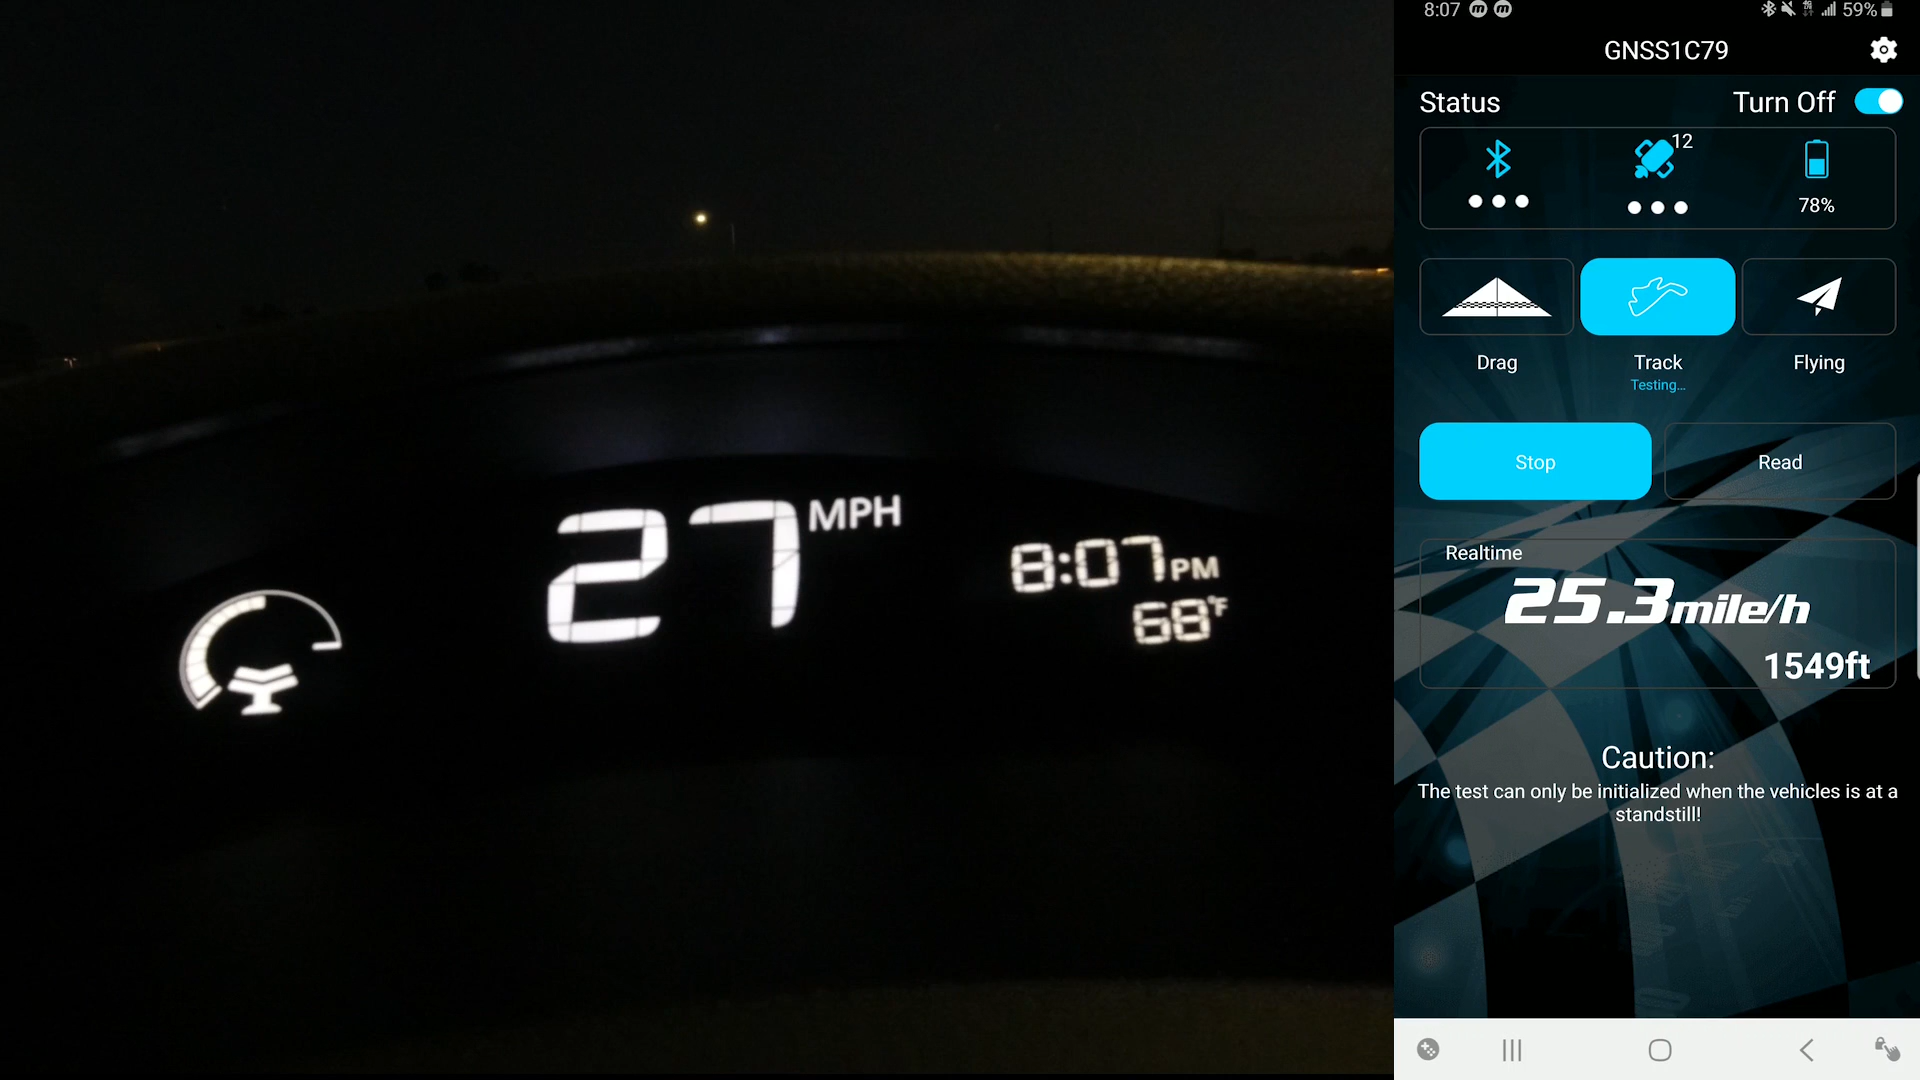 27 MPH
8:07 PM
68°F
8:07
59%
GNSS1C79
Status
Turn Off
12
78%
Drag
Track
Flying
Testing...
Stop
Read
Realtime
25.3mile/h
1549ft
Caution:
The test can only be initialized when the vehicles is at a
standstill!